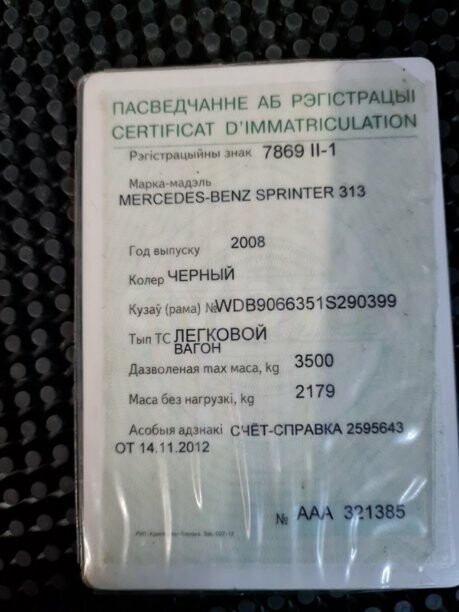 ПАСВЕДЧАННЕ АБ РЭГІСТРАЦЫІ
CERTIFICAT D'IMMATRICULATION
Рэгістрацыйны знак 7869 II-1
Марка-мадэль
MERCEDES-BENZ SPRINTER 313
Год выпуску 2008
Колер ЧЕРНЫЙ
Кузаў (рама) № WDB9066351S290399
Тып ТС ЛЕГКОВОЙ
ВАГОН
Дазволеная max маса, kg 3500
Маса без нагрузкі, kg 2179
Асобыя адзнакі СЧЁТ-СПРАВКА 2595643
ОТ 14.11.2012
№ ААА 321385